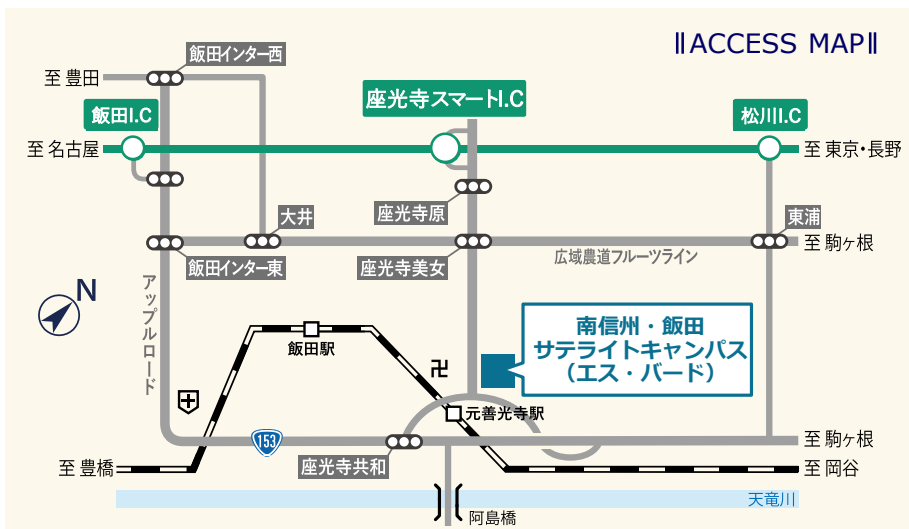 ACCESS MAP
飯田インター西
至 豊田
座光寺スマートI.C
飯田I.C
松川I.C
至 名古屋
至 東京・長野
座光寺原
大井
東浦
至 駒ヶ根
飯田インター東
座光寺美女
広域農道フルーツライン
アップルロード
N
南信州・飯田
サテライトキャンパス
(エス・バード)
飯田駅
元善光寺駅
153
至 駒ヶ根
至 豊橋
座光寺共和
至 岡谷
天竜川
阿島橋